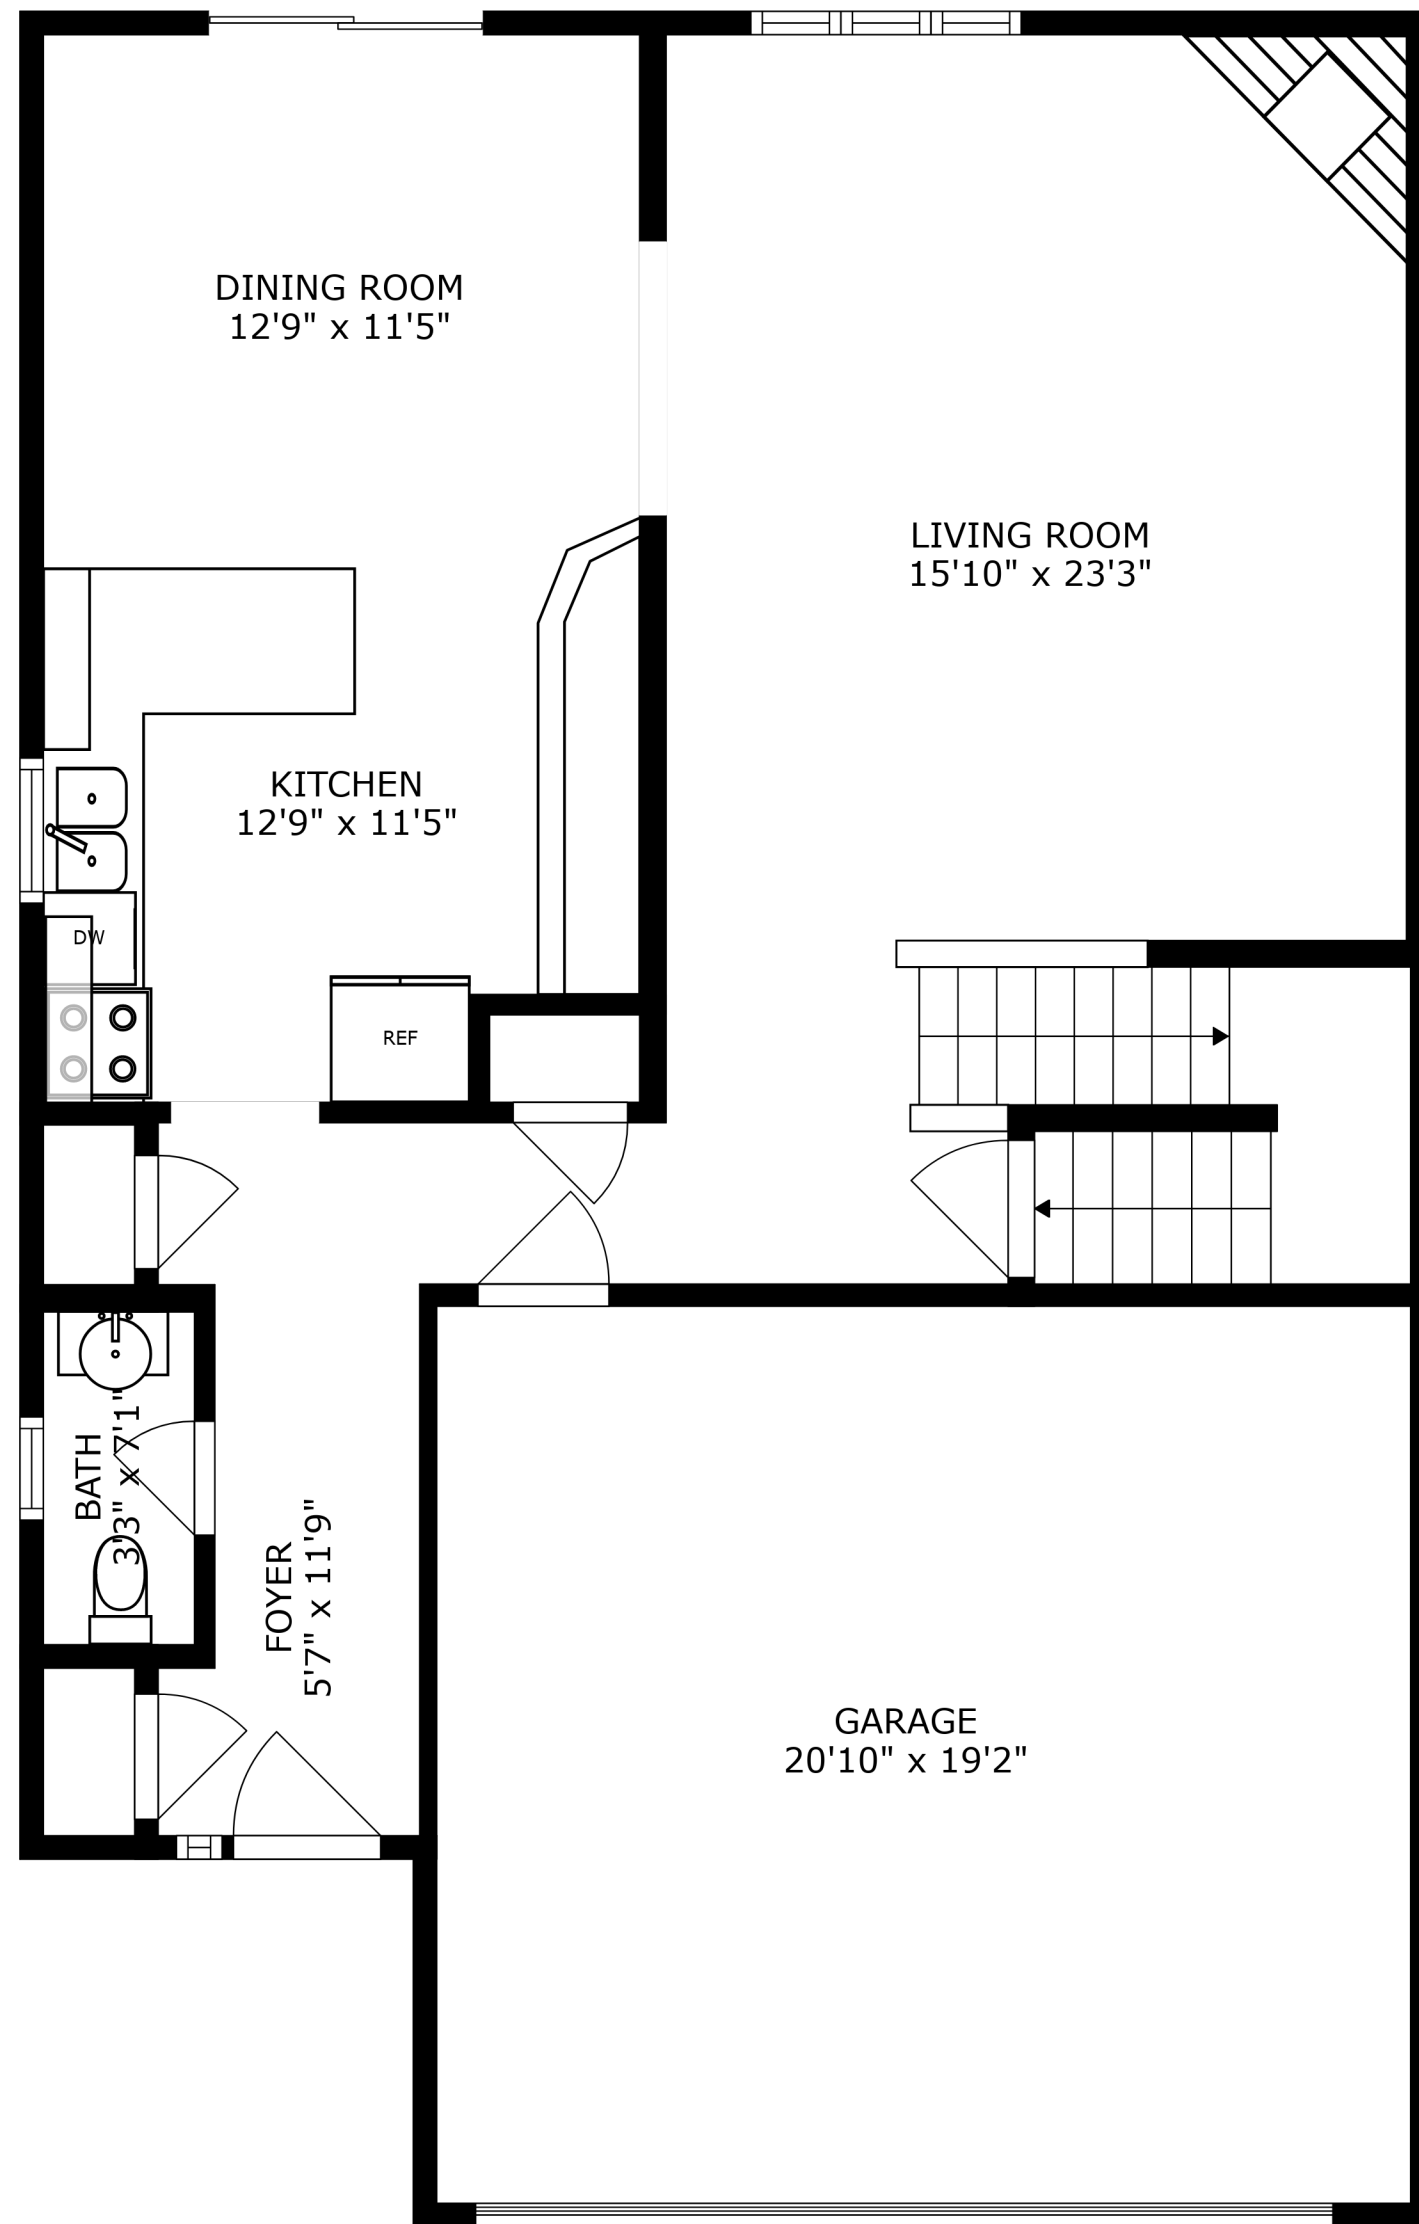 DINING ROOM
12'9" x 11'5"
LIVING ROOM
15'10" x 23'3"
KITCHEN
12'9" x 11'5"
DW
REF
BATH
3'3" x 7'1"
FOYER
5'7" x 11'9"
GARAGE
20'10" x 19'2"